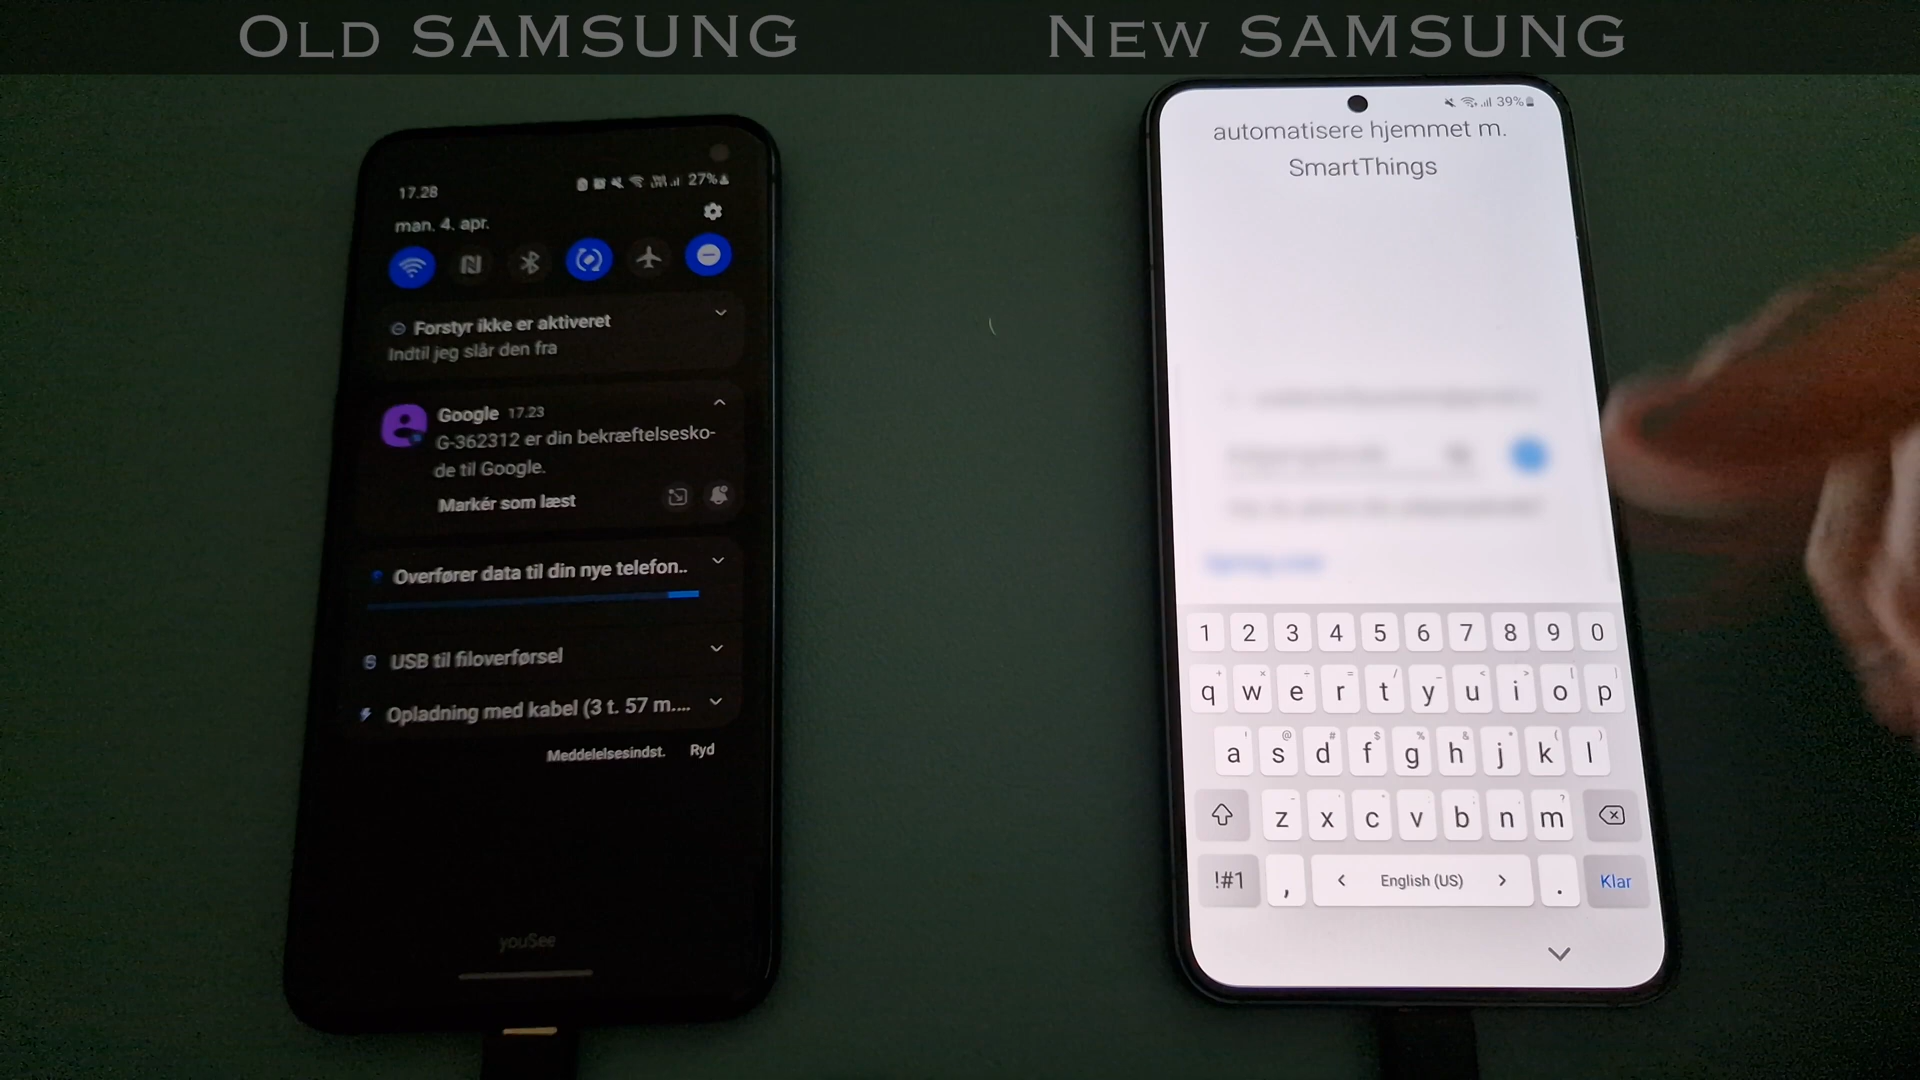 OLD SAMSUNG
NEW SAMSUNG
17.28
27%
man. 4. apr.
Forstyr ikke er aktiveret
Indtil jeg slår den fra
Google 17.23
G-362312 er din bekræftelsesko-
de til Google.
Markér som læst
Overfører data til din nye telefon..
USB til filoverførsel
Opladning med kabel (3 t. 57 m....
Meddelelsesindst. Ryd
youSee
39%
automatisere hjemmet m.
SmartThings
1 2 3 4 5 6 7 8 9 0
q w e r t y u i o p
a s d f g h j k l
z x c v b n m
!#1 , < English (US) > . Klar